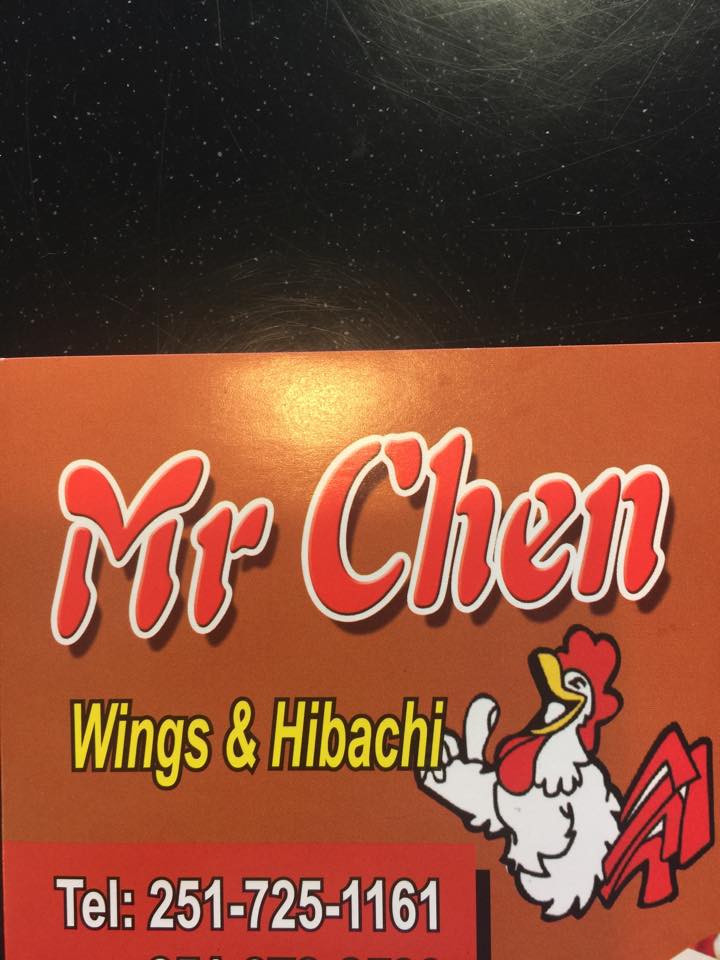 Mr Chen
Wings & Hibachi
Tel: 251-725-1161